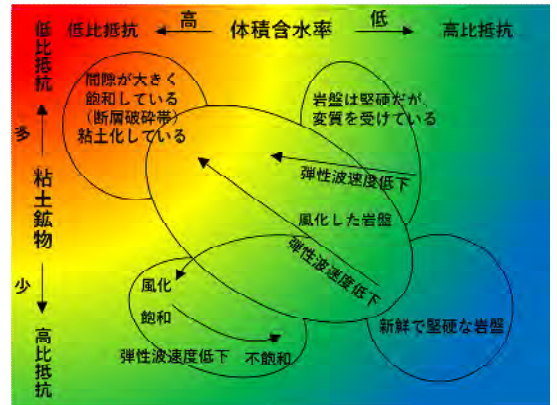 低比抵抗 高 体積含水率 低 高比抵抗
低比抵抗
多
粘土鉱物
少
高比抵抗
間隙が大きく
飽和している
(断層破砕帯)
粘土化している
岩盤は堅硬だが、
変質を受けている
弾性波速度低下
風化した岩盤
弾性波速度低下
風化
飽和
不飽和
弾性波速度低下
新鮮で堅硬な岩盤